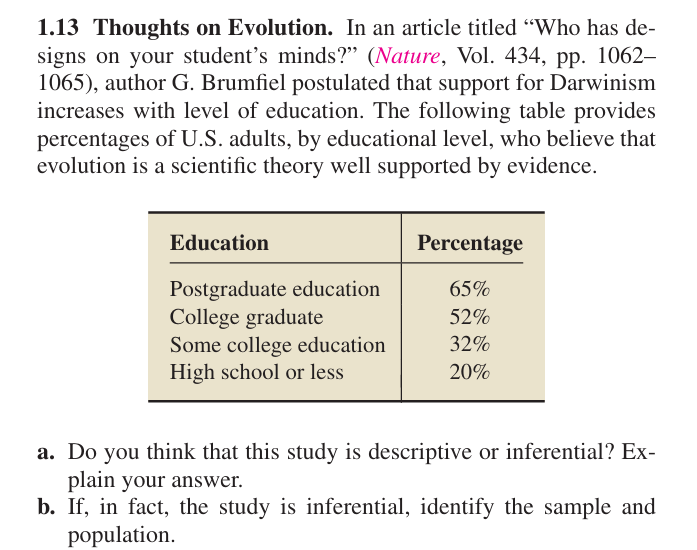 1.13 Thoughts on Evolution. In an article titled “Who has de-
signs on your student’s minds?” (Nature, Vol. 434, pp. 1062–
1065), author G. Brumfiel postulated that support for Darwinism
increases with level of education. The following table provides
percentages of U.S. adults, by educational level, who believe that
evolution is a scientific theory well supported by evidence.
Education Percentage
Postgraduate education 65%
College graduate 52%
Some college education 32%
High school or less 20%
a. Do you think that this study is descriptive or inferential? Ex-
plain your answer.
b. If, in fact, the study is inferential, identify the sample and
population.